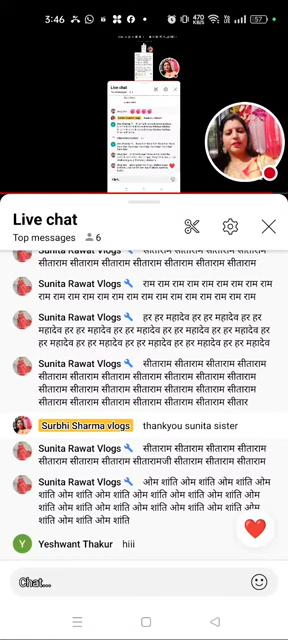 3:46
470 KB/S
57
Live chat
Top messages 6
सीताराम सीताराम सीताराम सीताराम सीताराम सीताराम
Sunita Rawat Vlogs राम राम राम राम राम राम राम राम
राम राम राम राम राम राम राम राम राम राम राम राम
Sunita Rawat Vlogs हर हर महादेव हर हर महादेव हर हर
महादेव हर हर महादेव हर हर महादेव हर हर महादेव
हर हर महादेव हर हर महादेव हर हर महादेव हर हर
Sunita Rawat Vlogs सीताराम सीताराम सीताराम
सीताराम सीताराम सीताराम सीताराम सीताराम सीताराम
सीताराम सीताराम सीताराम सीताराम सीताराम सीताराम
सीताराम सीताराम सीताराम सीताराम सीतार
Surbhi Sharma vlogs thankyou sunita sister
Sunita Rawat Vlogs सीताराम सीताराम सीताराम
सीताराम सीताराम सीताराम सीतारामजी सीताराम सीताराम
Sunita Rawat Vlogs ओम शांति ओम शांति ओम शांति ओम
शांति ओम शांति ओम शांति ओम शांति ओम शांति ओम
शांति ओम शांति ओम शांति ओम शांति ओम शांति ओम
शांति ओम शांति ओम शांति
Yeshwant Thakur hiii
Chat...